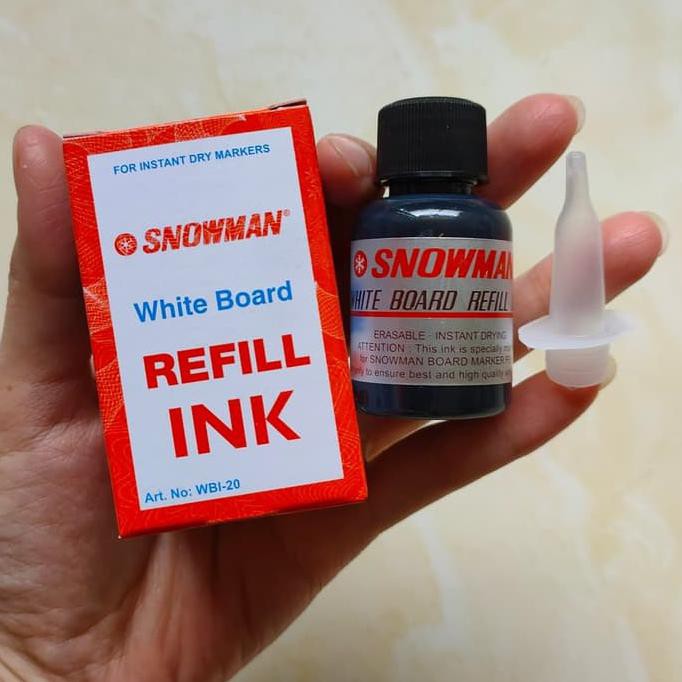 FOR INSTANT DRY MARKERS
SNOWMAN®
White Board
REFILL
INK
Art. No: WBI-20
SNOWMAN
WHITE BOARD REFILL
ERASABLE - INSTANT DRYING
ATTENTION : This ink is specially
for SNOWMAN BOARD MARKER
to ensure best and high quality